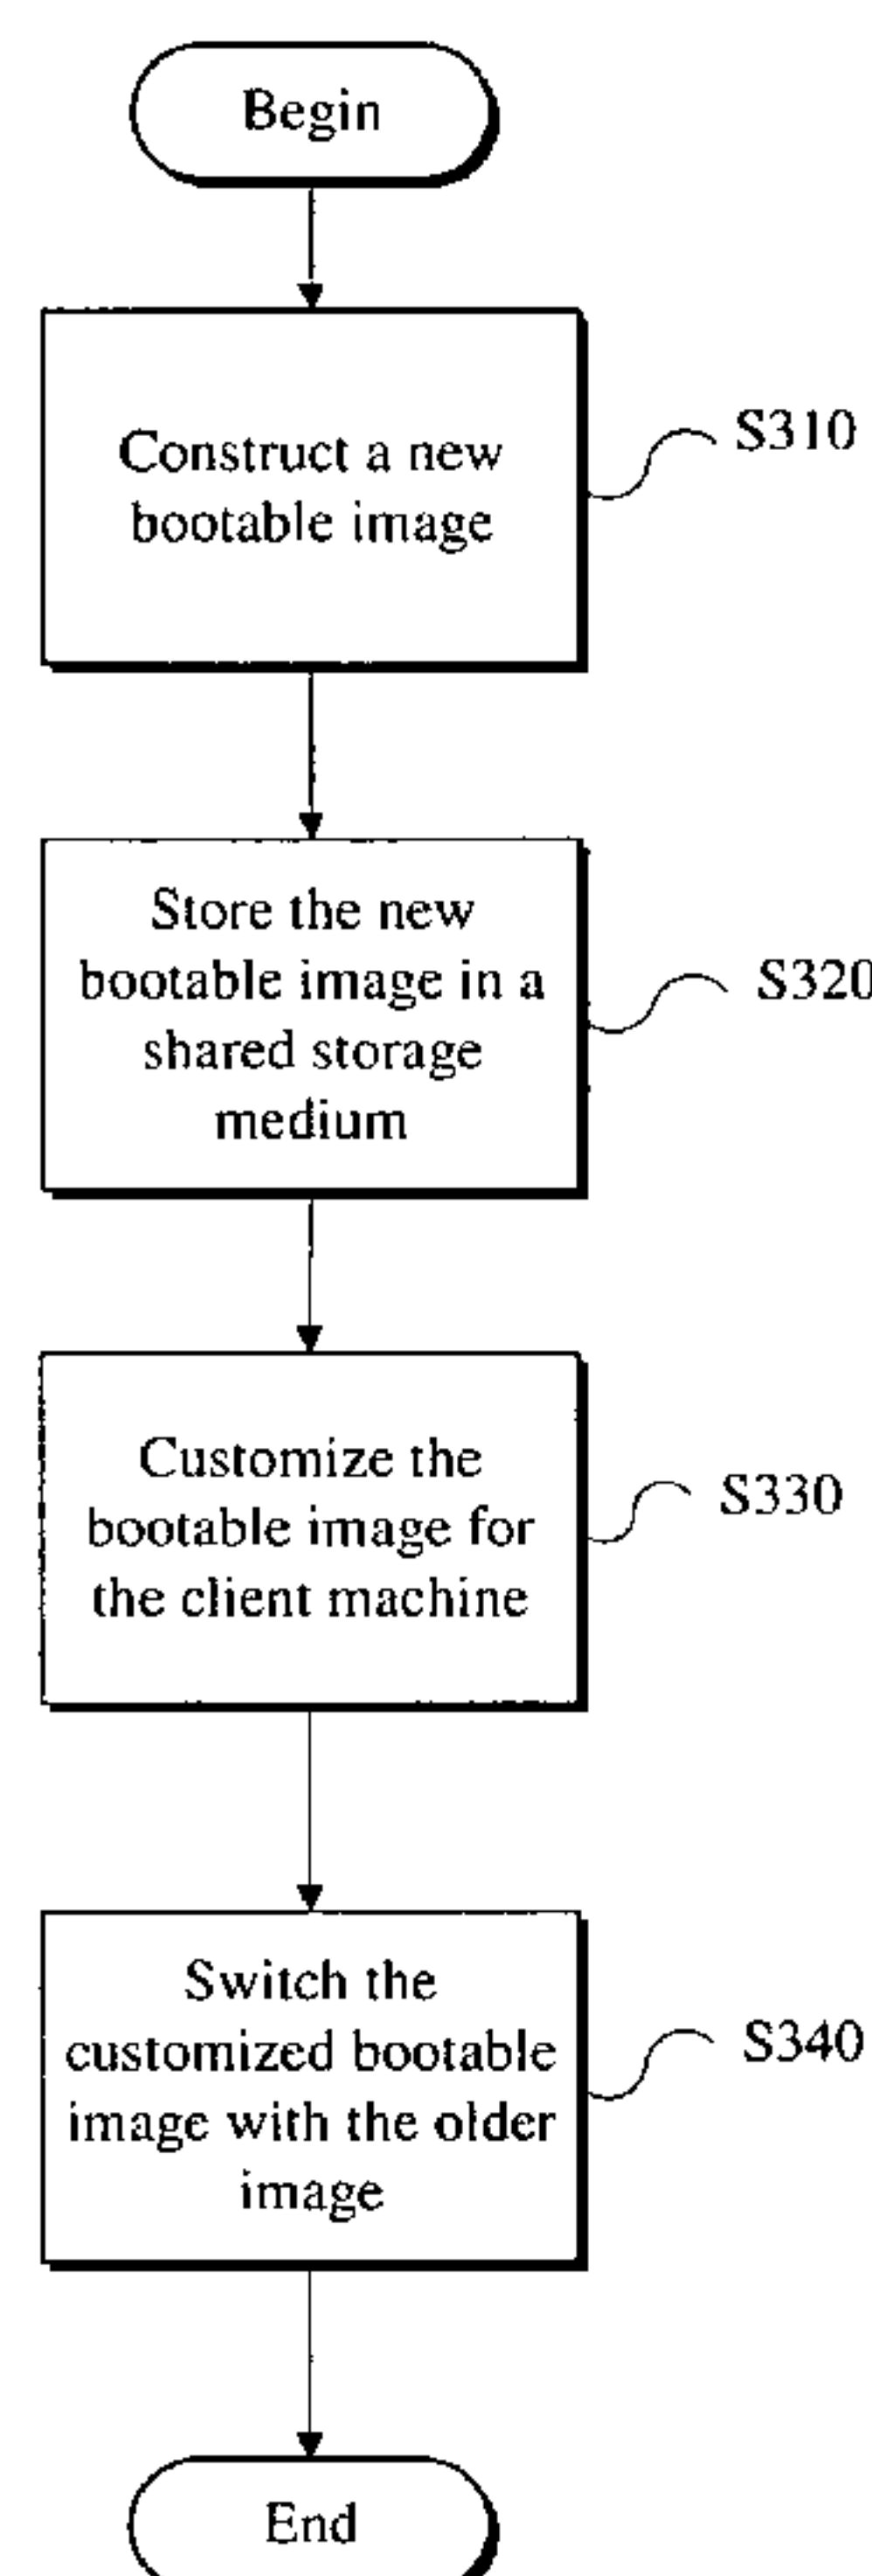 Begin
Construct a new
bootable image
S310
Store the new
bootable image in a
shared storage
medium
S320
Customize the
bootable image for
the client machine
S330
Switch the
customized bootable
image with the older
image
S340
End